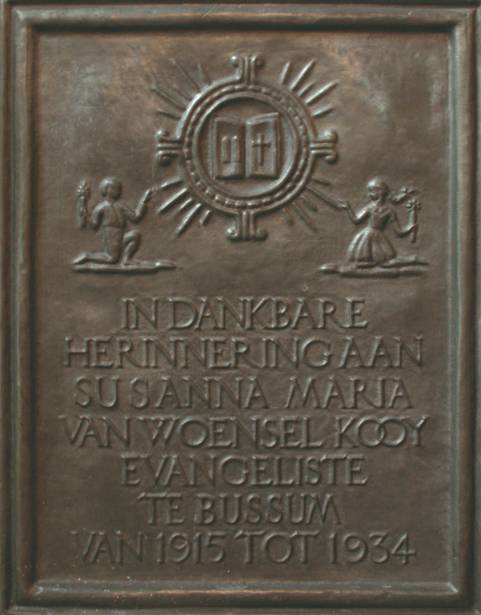 IN DANKBARE
HERINNERING AAN
SUSANNA MARIA
VAN WOENSEL KOOY
EVANGELISTE
TE BUSSUM
VAN 1915 TOT 1934